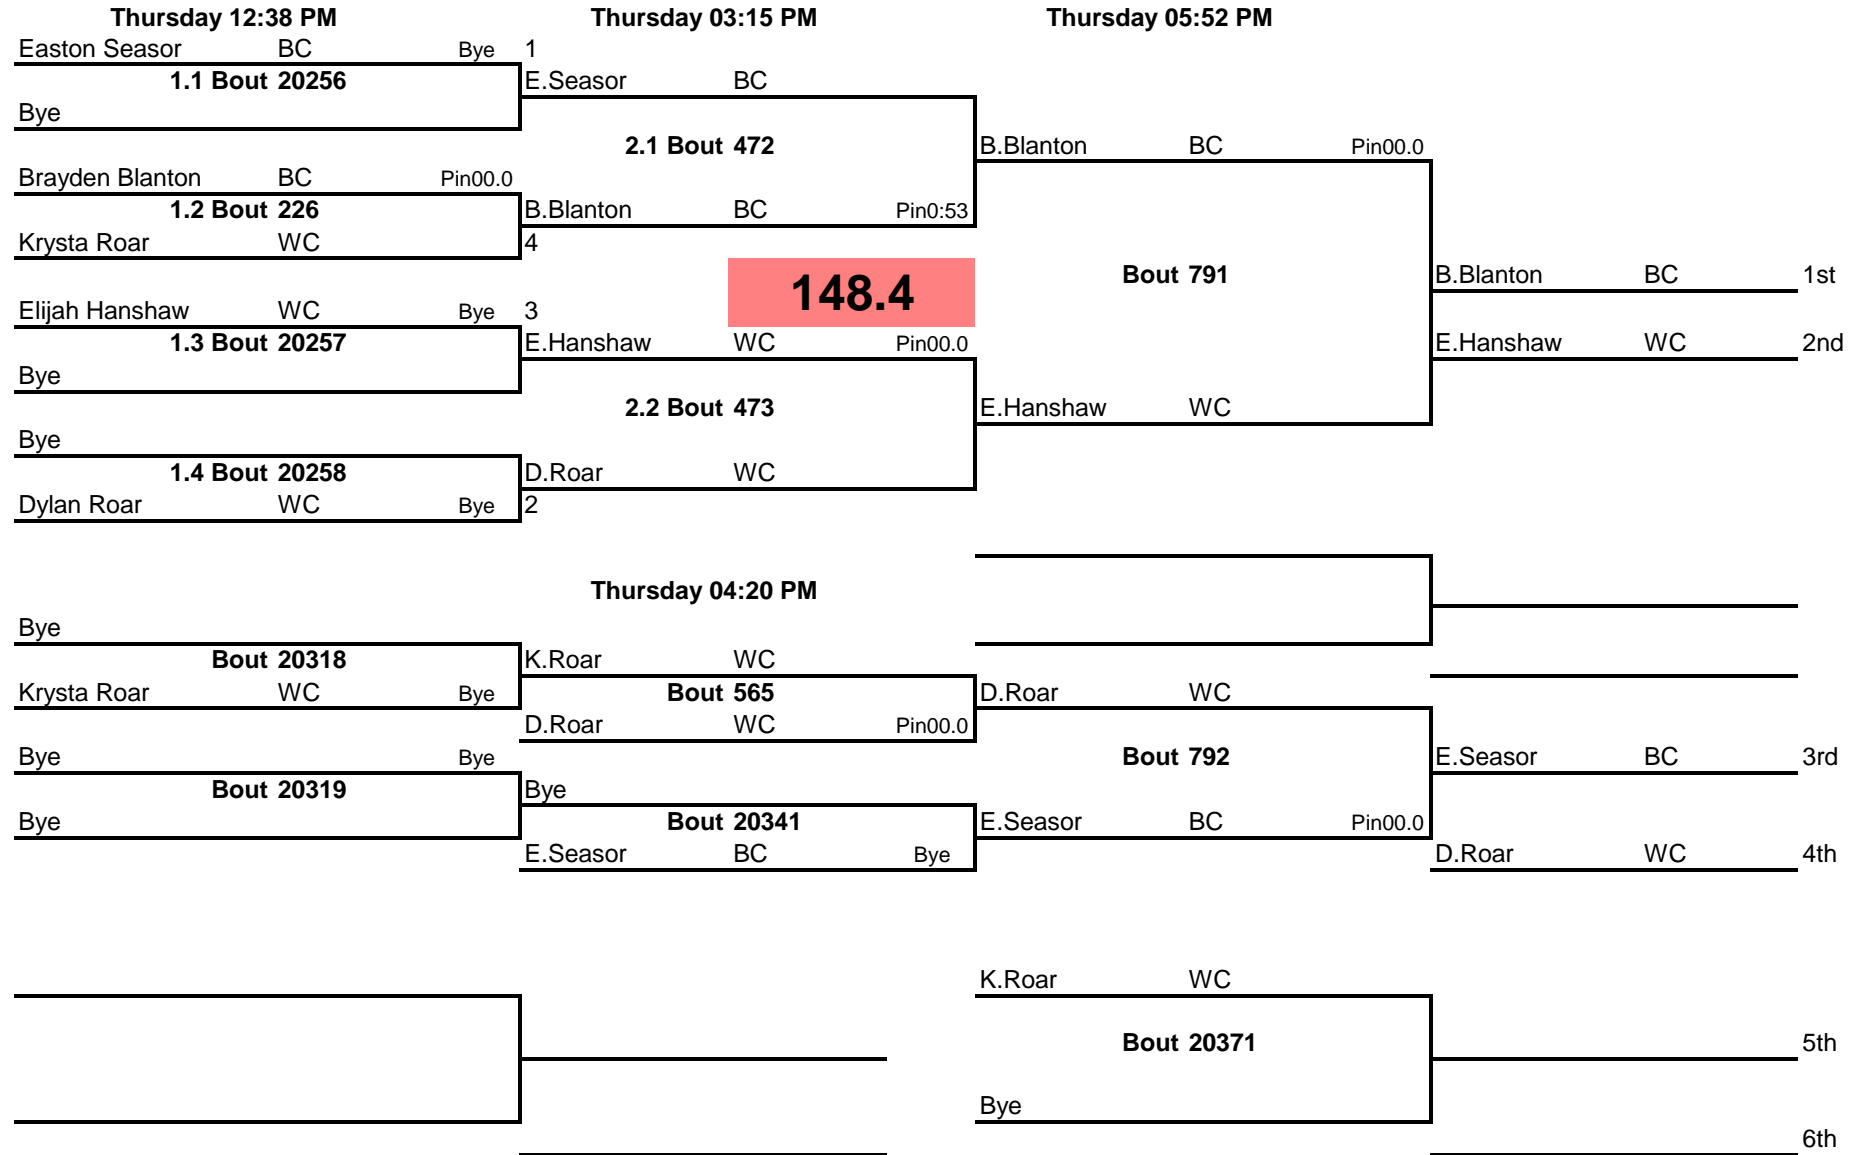 Thursday 12:38 PM Thursday 03:15 PM Thursday 05:52 PM
Easton Seasor BC Bye 1
1.1 Bout 20256 E.Seasor BC
Bye
2.1 Bout 472 B.Blanton BC Pin00.0
Brayden Blanton BC Pin00.0
1.2 Bout 226 B.Blanton BC Pin0:53
Krysta Roar WC 4
148.4 Bout 791 B.Blanton BC 1st
Elijah Hanshaw WC Bye 3
1.3 Bout 20257 E.Hanshaw WC Pin00.0 E.Hanshaw WC 2nd
Bye
2.2 Bout 473 E.Hanshaw WC
Bye
1.4 Bout 20258 D.Roar WC
Dylan Roar WC Bye 2
Thursday 04:20 PM
Bye
Bout 20318 K.Roar WC
Krysta Roar WC Bye Bout 565 D.Roar WC
D.Roar WC Pin00.0
Bye Bye Bout 792 E.Seasor BC 3rd
Bout 20319 Bye
Bye Bout 20341 E.Seasor BC Pin00.0
E.Seasor BC Bye D.Roar WC 4th
K.Roar WC
Bout 20371 5th
Bye
6th